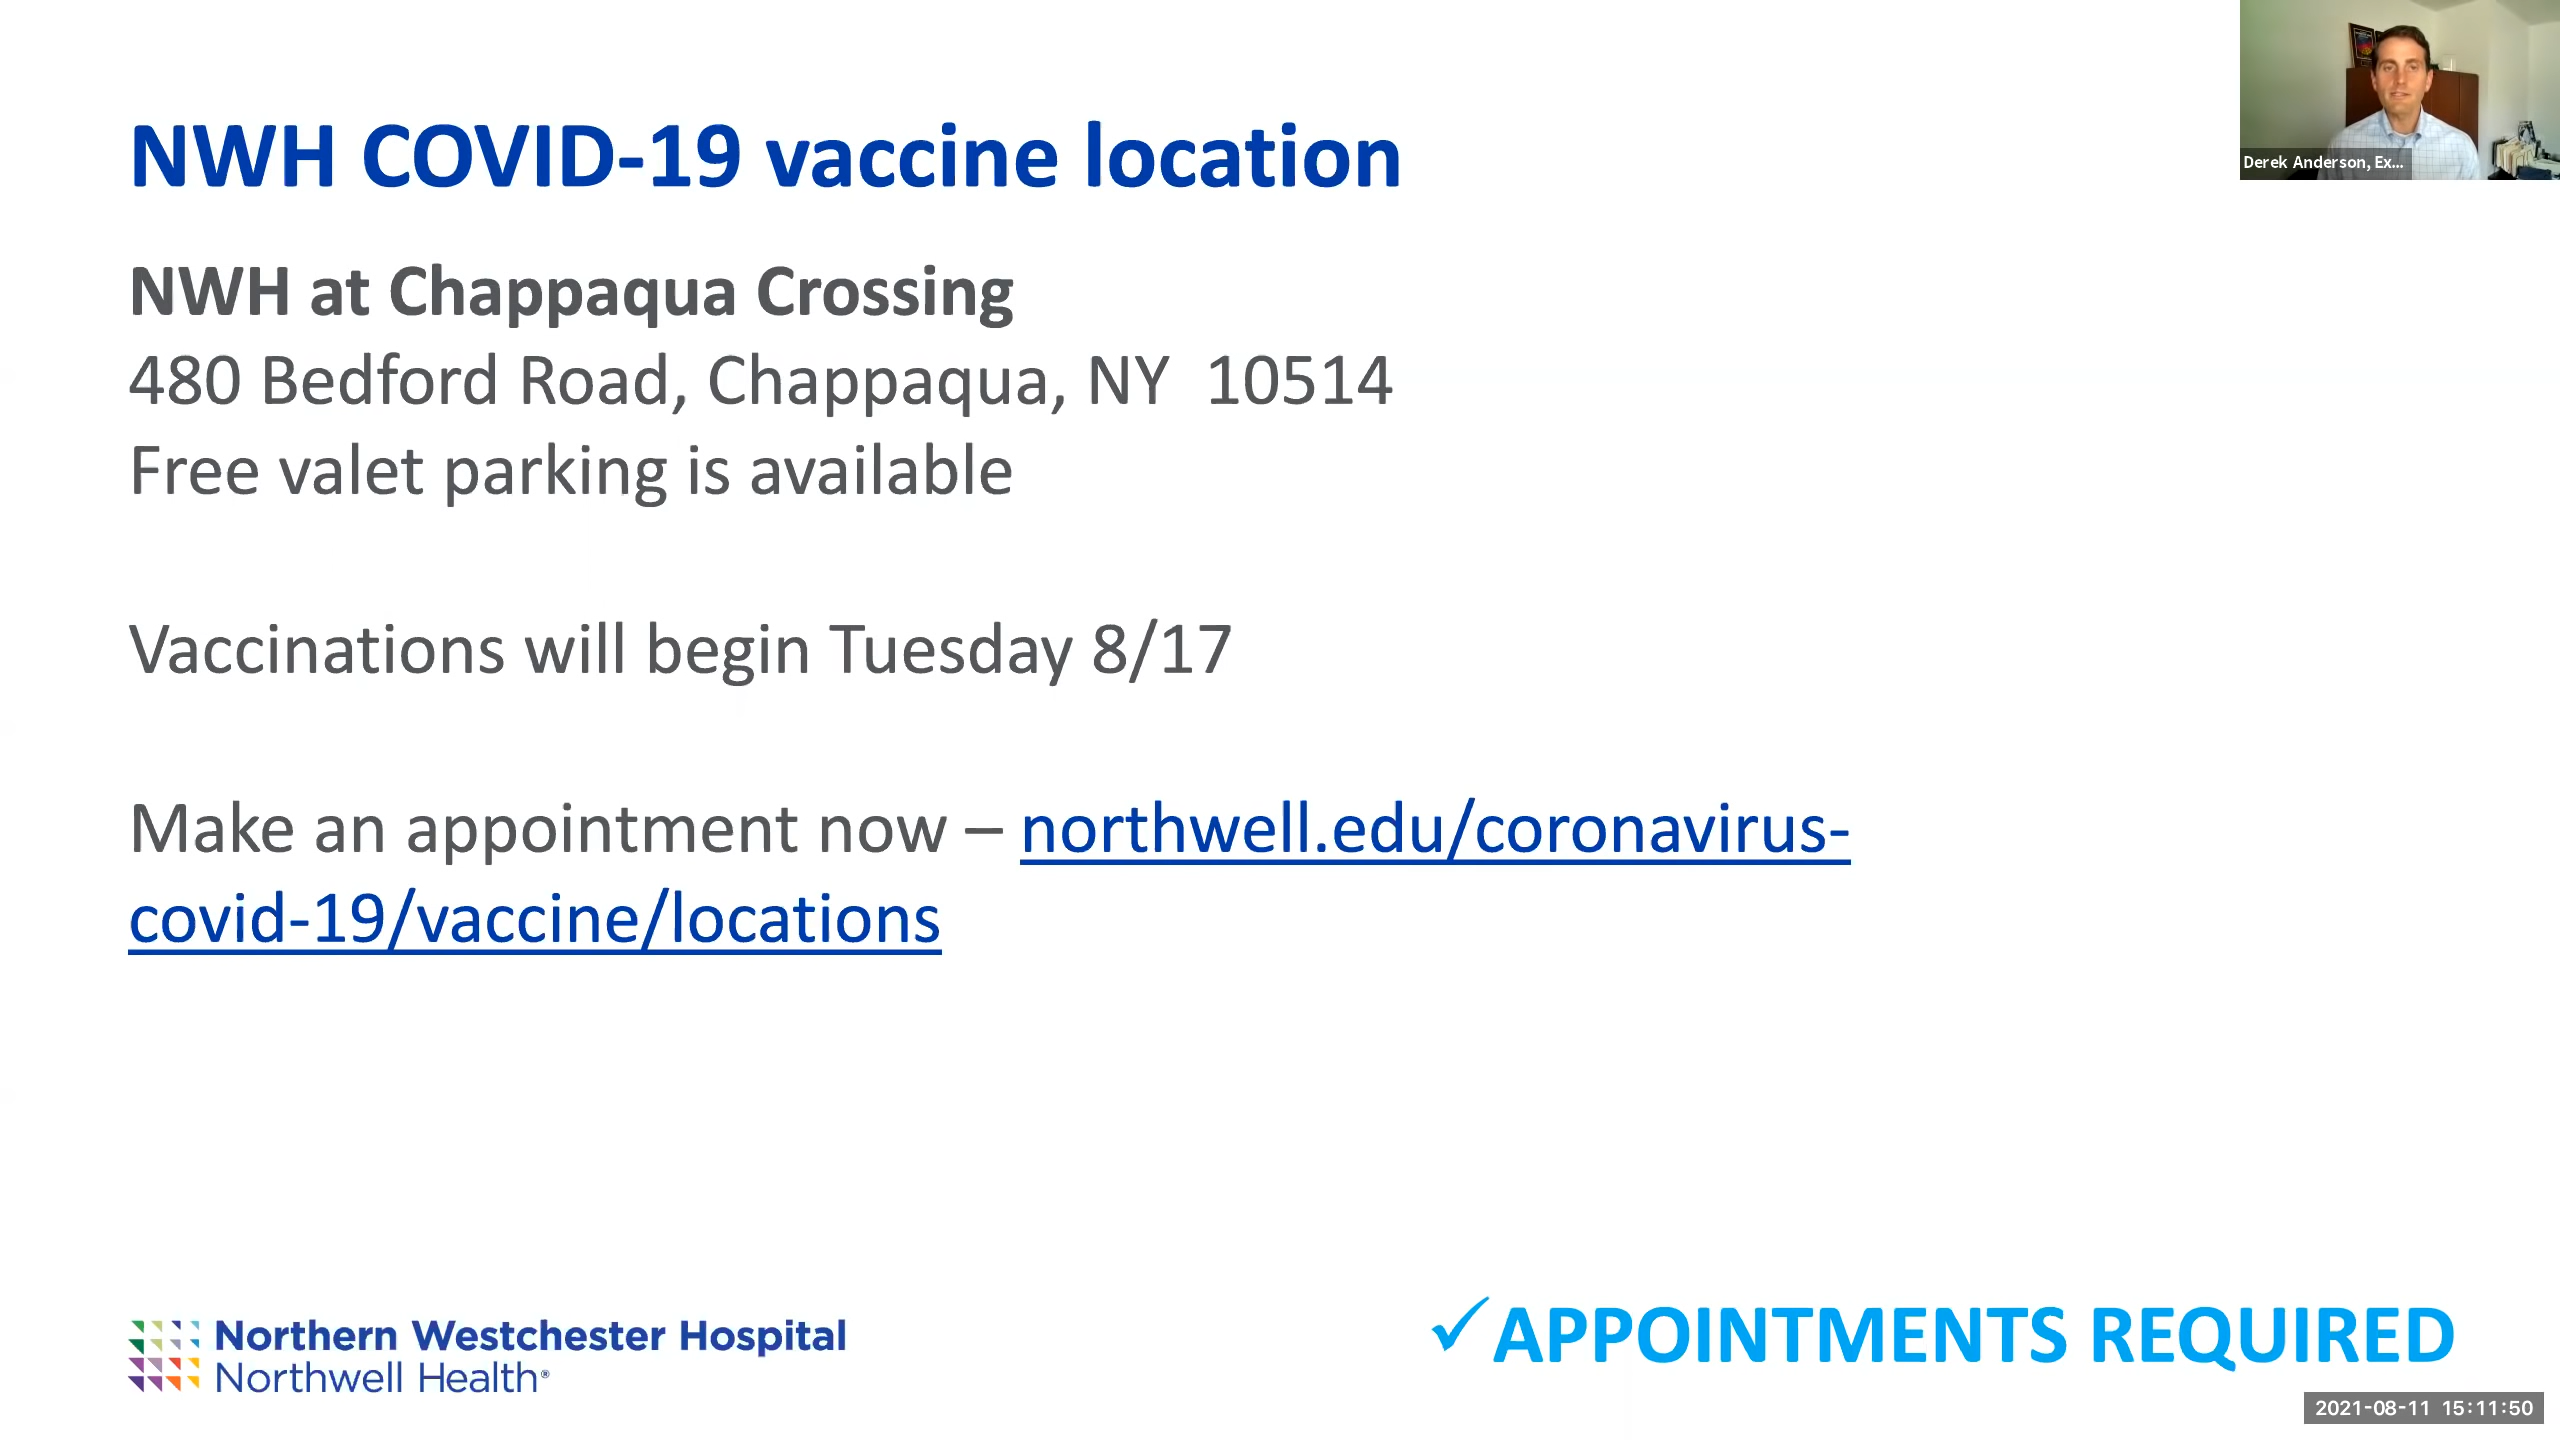 NWH COVID-19 vaccine location
Derek Anderson, Ex...
NWH at Chappaqua Crossing
480 Bedford Road, Chappaqua, NY  10514
Free valet parking is available
Vaccinations will begin Tuesday 8/17
Make an appointment now – northwell.edu/coronavirus-
covid-19/vaccine/locations
Northern Westchester Hospital
Northwell Health®
✓APPOINTMENTS REQUIRED
2021-08-11 15:11:50